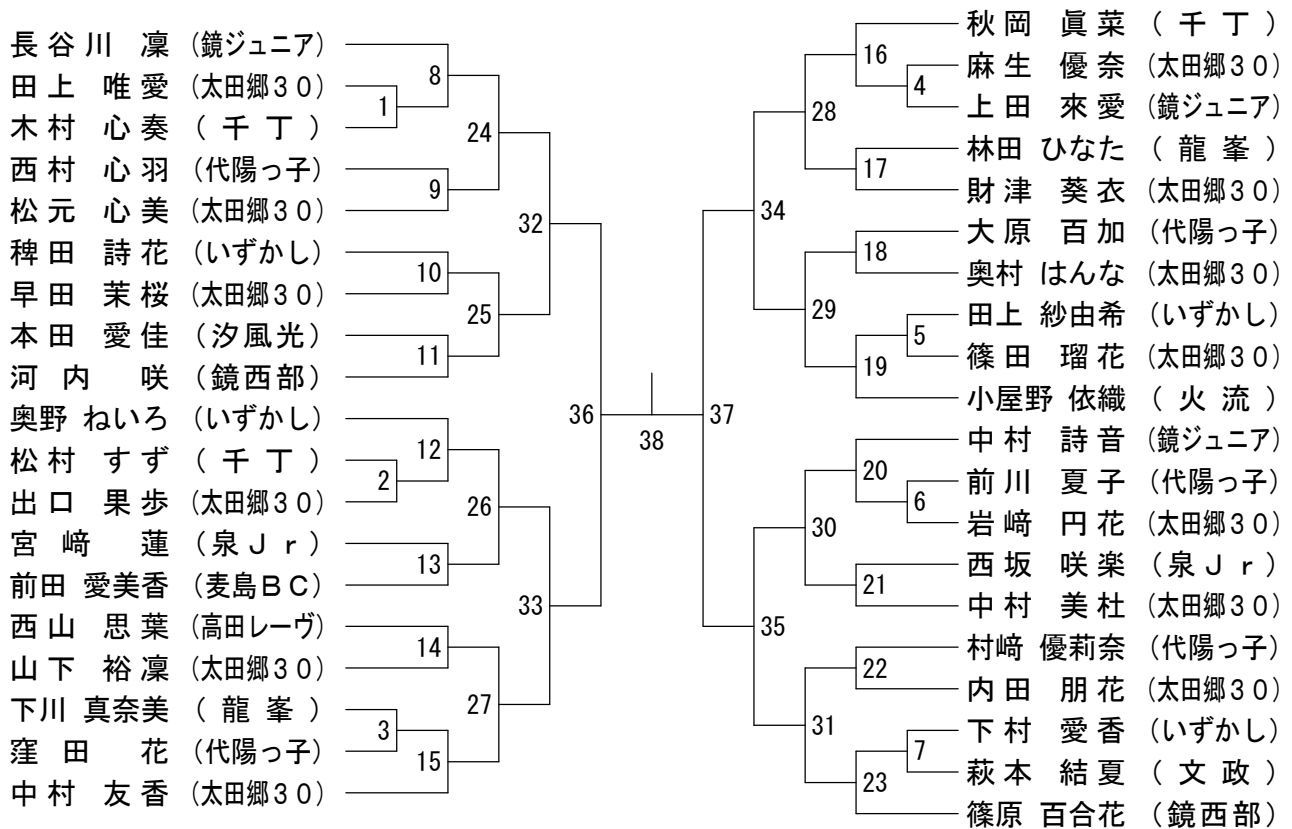 長谷川 凜 (鏡ジュニア)
田上 唯愛 (太田郷30)
木村 心奏 (千丁)
西村 心羽 (代陽っ子)
松元 心美 (太田郷30)
稗田 詩花 (いずかし)
早田 茉桜 (太田郷30)
本田 愛佳 (汐風光)
河内 咲 (鏡西部)
奥野 ねいろ (いずかし)
松村 すず (千丁)
出口 果歩 (太田郷30)
宮﨑 蓮 (泉Jr)
前田 愛美香 (麦島BC)
西山 思葉 (高田レーヴ)
山下 裕凜 (太田郷30)
下川 真奈美 (龍峯)
窪田 花 (代陽っ子)
中村 友香 (太田郷30)
1
2
3
8
9
10
11
12
13
14
15
24
25
26
27
32
33
36
38
37
34
35
28
29
30
31
16
17
18
19
20
21
22
23
4
5
6
7
秋岡 眞菜 (千丁)
麻生 優奈 (太田郷30)
上田 來愛 (鏡ジュニア)
林田 ひなた (龍峯)
財津 葵衣 (太田郷30)
大原 百加 (代陽っ子)
奥村 はんな (太田郷30)
田上 紗由希 (いずかし)
篠田 瑠花 (太田郷30)
小屋野 依織 (火流)
中村 詩音 (鏡ジュニア)
前川 夏子 (代陽っ子)
岩﨑 円花 (太田郷30)
西坂 咲楽 (泉Jr)
中村 美杜 (太田郷30)
村﨑 優莉奈 (代陽っ子)
内田 朋花 (太田郷30)
下村 愛香 (いずかし)
萩本 結夏 (文政)
篠原 百合花 (鏡西部)